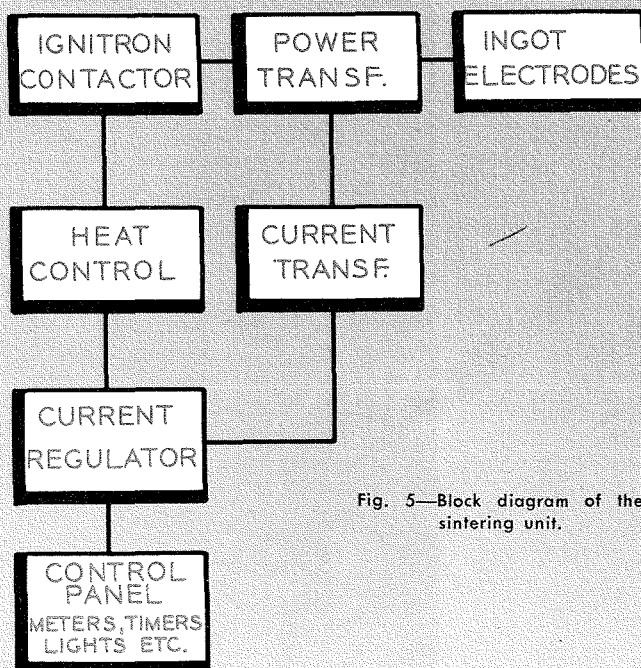 IGNITRON
CONTACTOR
POWER
TRANSF.
INGOT
ELECTRODES
HEAT
CONTROL
CURRENT
TRANSF.
CURRENT
REGULATOR
Fig. 5—Block diagram of the
sintering unit.
CONTROL
PANEL
METERS, TIMERS
LIGHTS ETC.